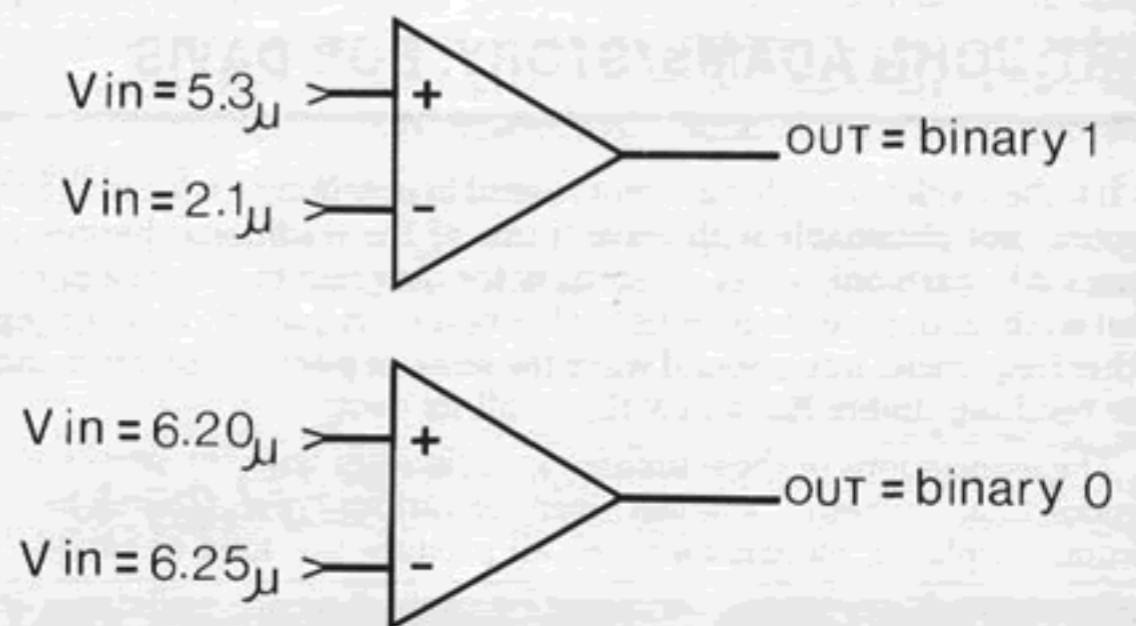 Vin = 5.3μ
+
Vin = 2.1μ
-
OUT = binary 1
Vin = 6.20μ
+
Vin = 6.25μ
-
OUT = binary 0